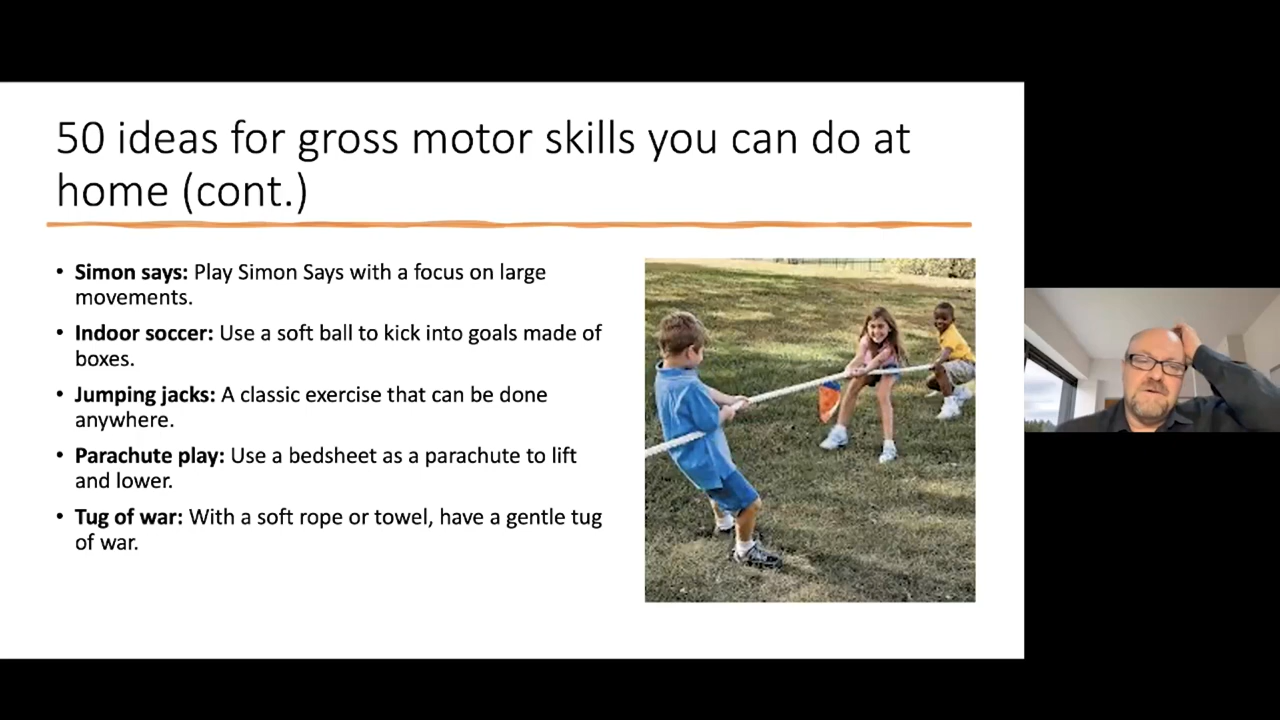 50 ideas for gross motor skills you can do at
home (cont.)
• Simon says: Play Simon Says with a focus on large
movements.
• Indoor soccer: Use a soft ball to kick into goals made of
boxes.
• Jumping jacks: A classic exercise that can be done
anywhere.
• Parachute play: Use a bedsheet as a parachute to lift
and lower.
• Tug of war: With a soft rope or towel, have a gentle tug
of war.